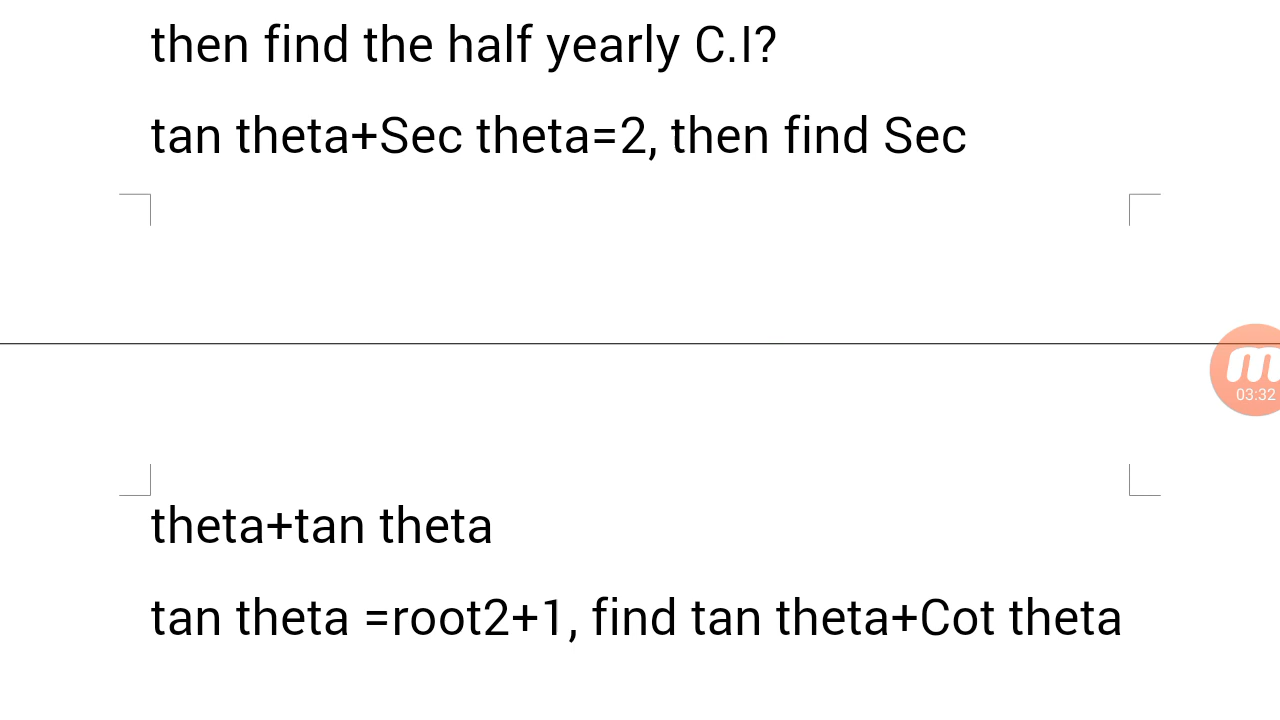 then find the half yearly C.I?
tan theta+Sec theta=2, then find Sec
03:32
theta+tan theta
tan theta =root2+1, find tan theta+Cot theta